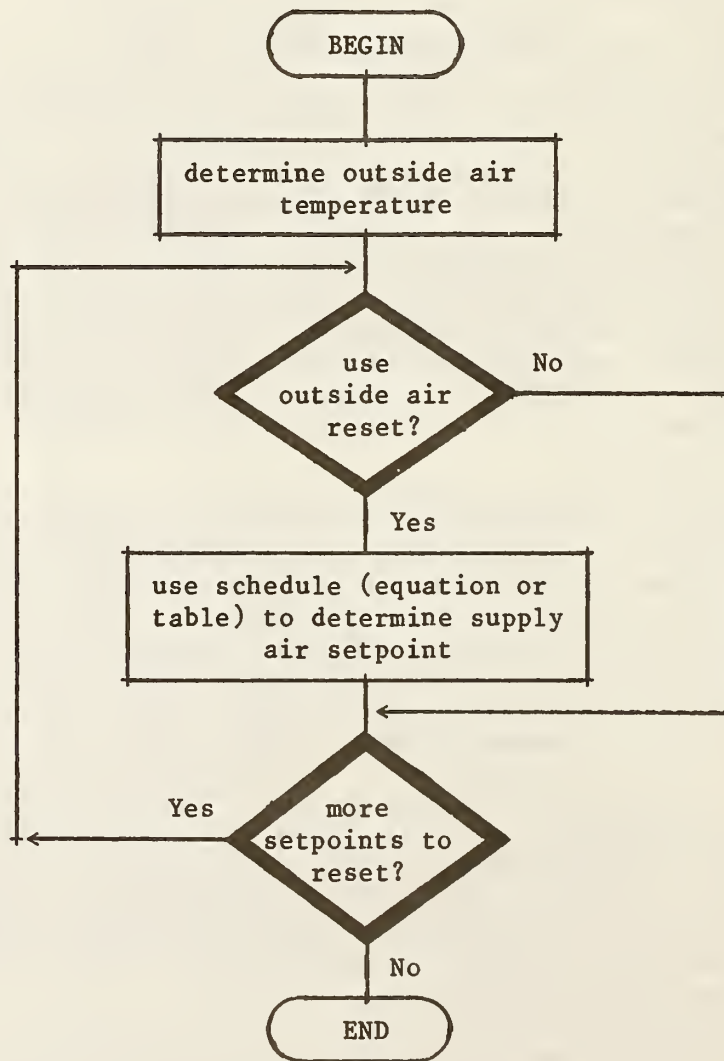 BEGIN
determine outside air
temperature
use
outside air
reset?
No
Yes
use schedule (equation or
table) to determine supply
air setpoint
Yes
more
setpoints to
reset?
No
END